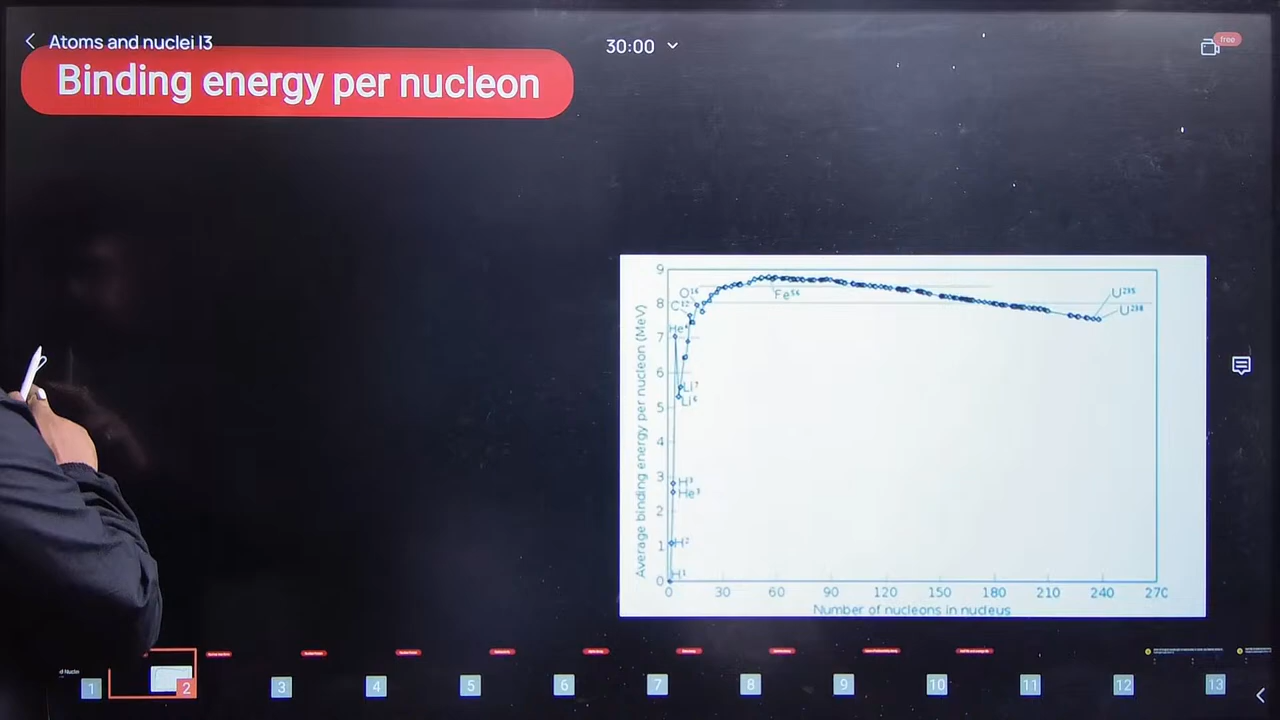 Atoms and nuclei l3
30:00
free
Binding energy per nucleon
Average binding energy per nucleon (MeV)
9
8
7
6
5
4
3
2
1
0
O¹⁶
C¹²
He⁴
Li⁷
Li⁶
H³
He³
H²
H¹
Fe⁵⁶
U²³⁵
U²³⁸
0 30 60 90 120 150 180 210 240 270
Number of nucleons in nucleus
1 2 3 4 5 6 7 8 9 10 11 12 13